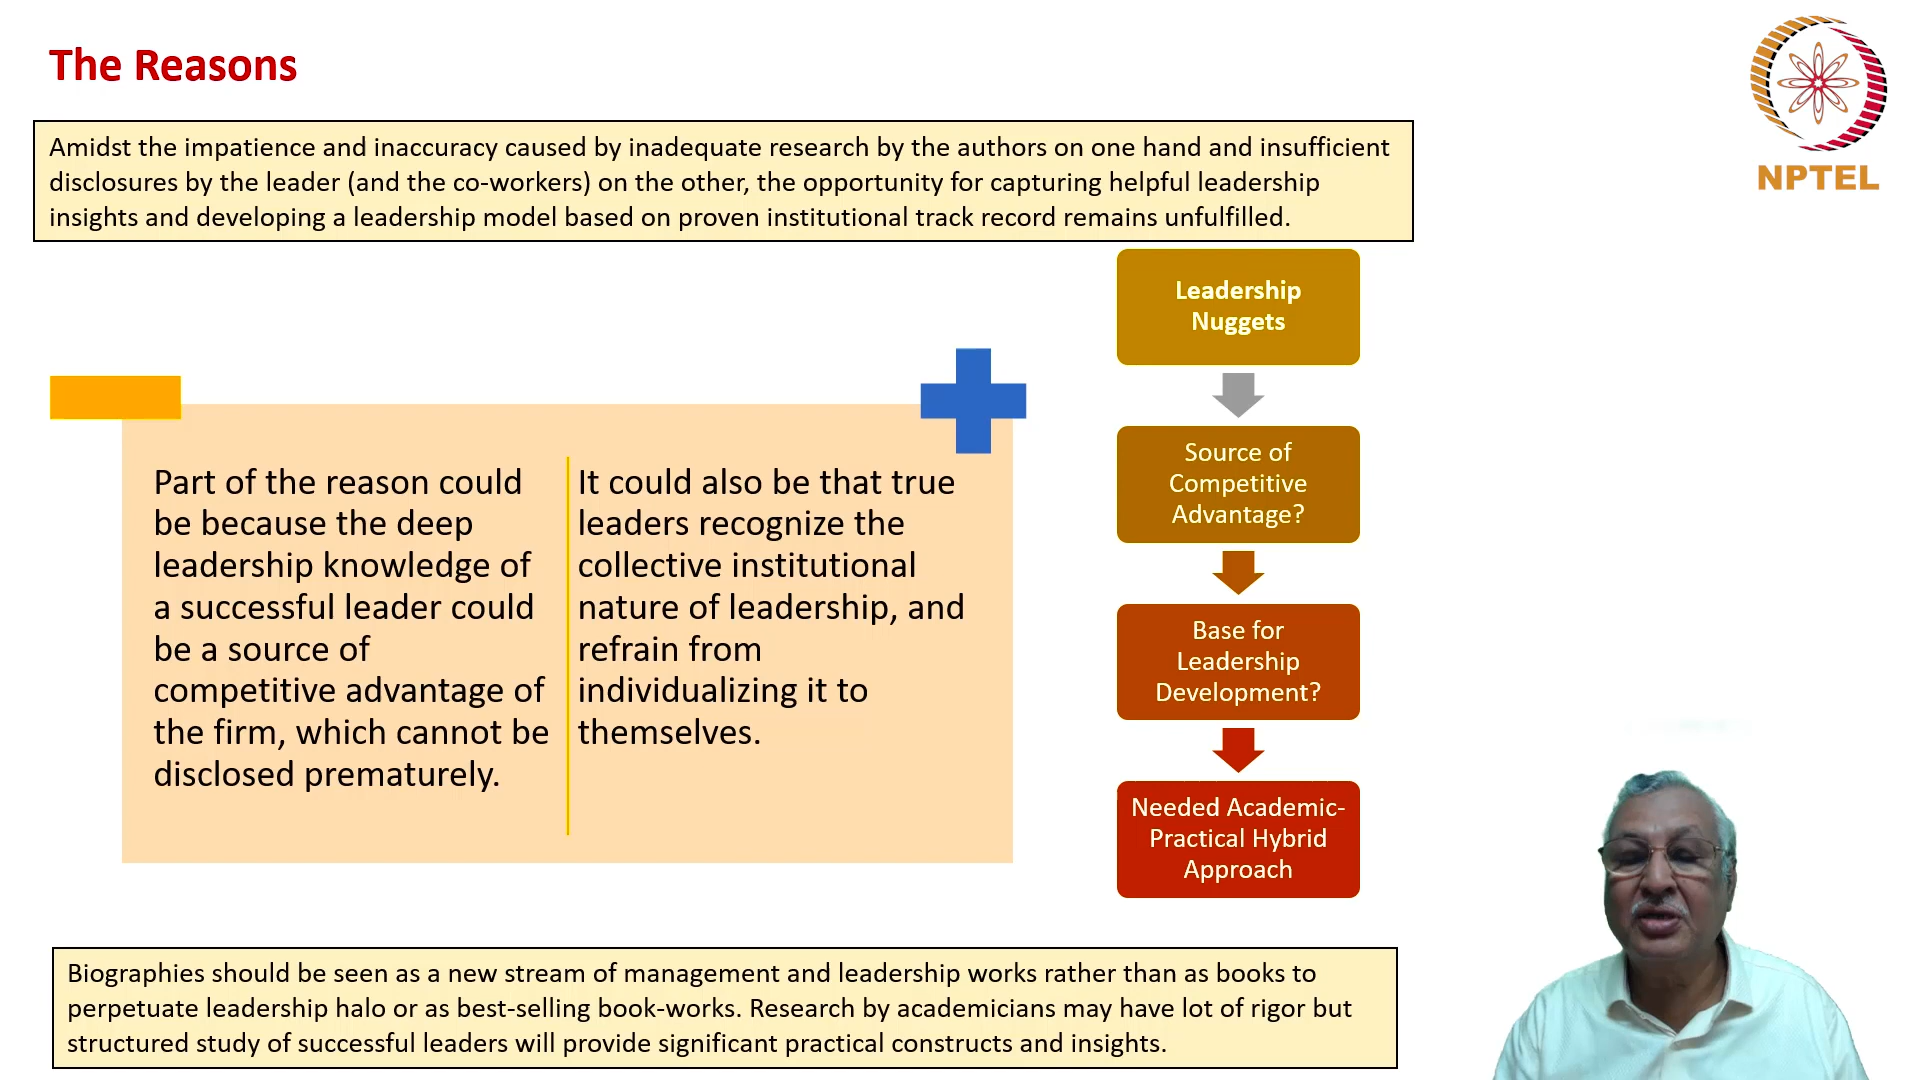 The Reasons
NPTEL
Amidst the impatience and inaccuracy caused by inadequate research by the authors on one hand and insufficient
disclosures by the leader (and the co-workers) on the other, the opportunity for capturing helpful leadership
insights and developing a leadership model based on proven institutional track record remains unfulfilled.
Part of the reason could
be because the deep
leadership knowledge of
a successful leader could
be a source of
competitive advantage of
the firm, which cannot be
disclosed prematurely.
It could also be that true
leaders recognize the
collective institutional
nature of leadership, and
refrain from
individualizing it to
themselves.
Leadership
Nuggets
Source of
Competitive
Advantage?
Base for
Leadership
Development?
Needed Academic-
Practical Hybrid
Approach
Biographies should be seen as a new stream of management and leadership works rather than as books to
perpetuate leadership halo or as best-selling book-works. Research by academicians may have lot of rigor but
structured study of successful leaders will provide significant practical constructs and insights.